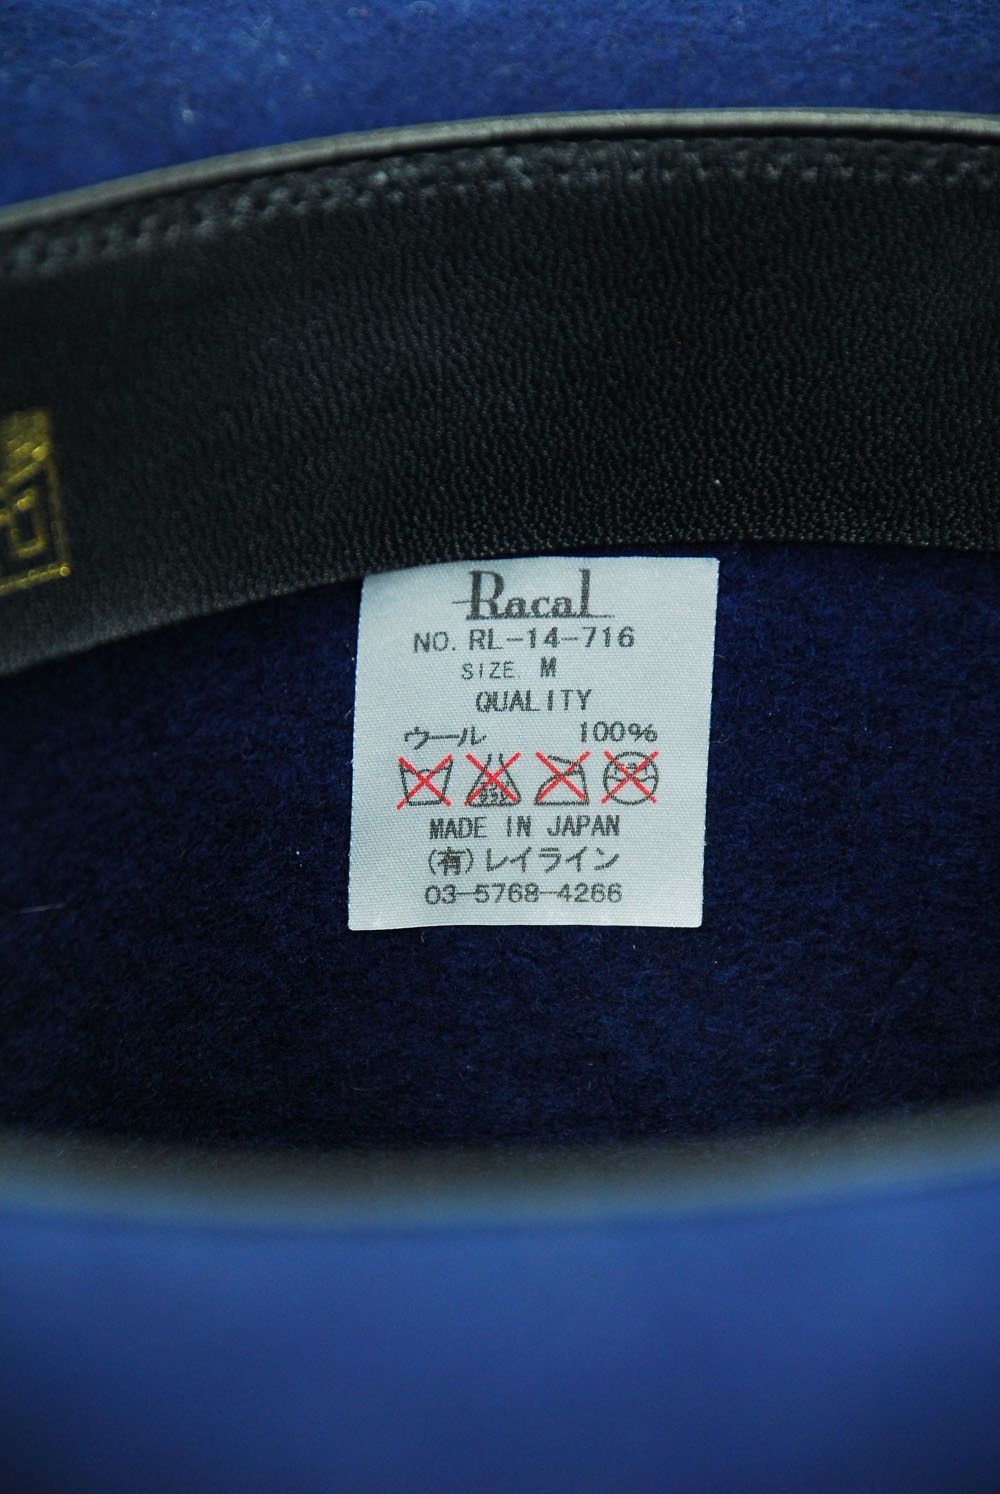 Racal
NO. RL-14-716
SIZE. M
QUALITY
ウール 100%
MADE IN JAPAN
(有)レイライン
03-5768-4266